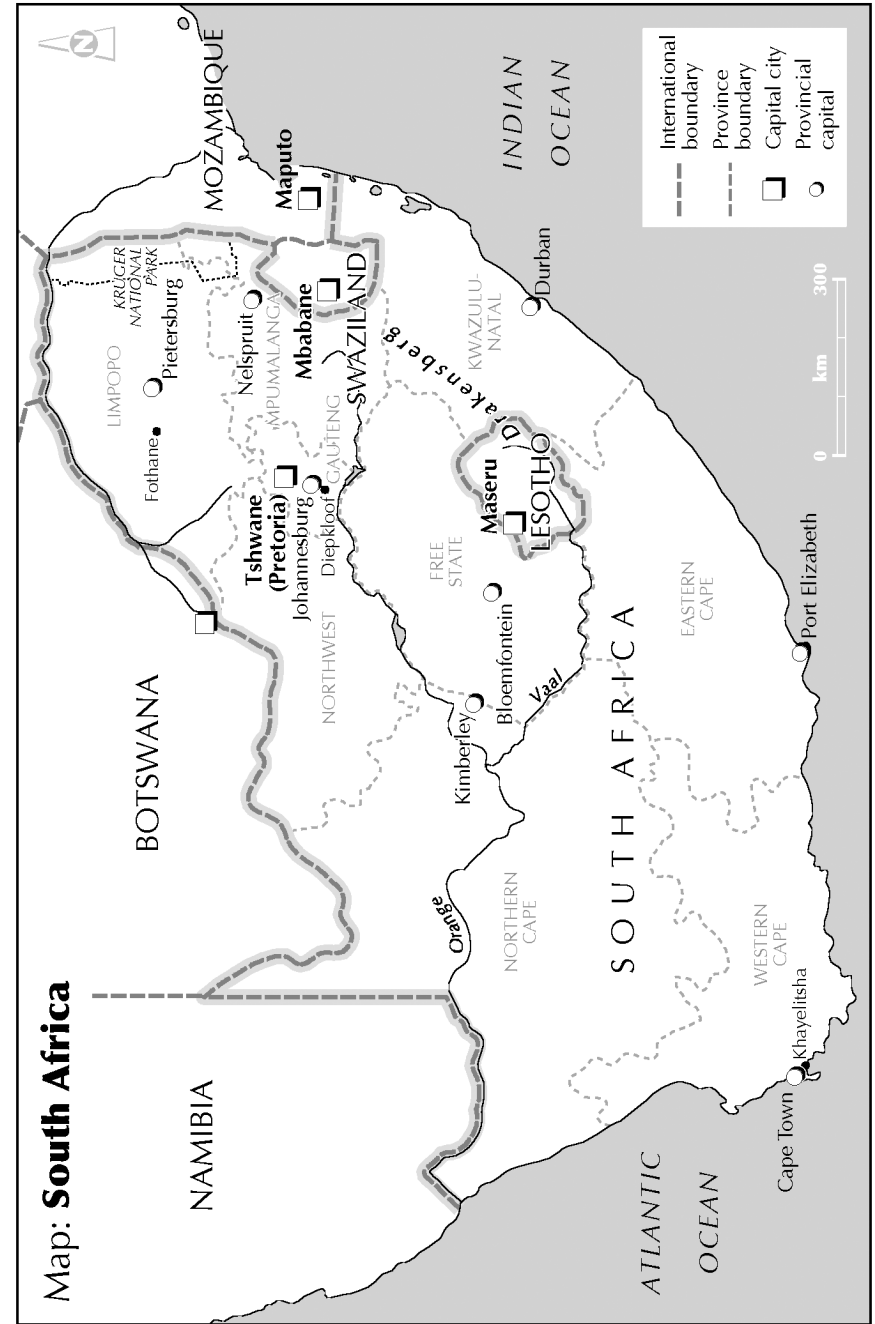 Map: South Africa
N
NAMIBIA
BOTSWANA
MOZAMBIQUE
LIMPOPO
KRUGER
NATIONAL
PARK
Fothane
Pietersburg
Maputo
Nelspruit
MPUMALANGA
Mbabane
SWAZILAND
Tshwane
(Pretoria)
Johannesburg
Diepkloof
GAUTENG
NORTHWEST
Drakensberg
KWAZULU-
NATAL
Durban
FREE
STATE
Maseru
LESOTHO
Bloemfontein
Kimberley
Vaal
Orange
NORTHERN
CAPE
SOUTH AFRICA
EASTERN
CAPE
WESTERN
CAPE
Port Elizabeth
Cape Town
Khayelitsha
ATLANTIC
OCEAN
INDIAN
OCEAN
International
boundary
Province
boundary
Capital city
Provincial
capital
0 km 300